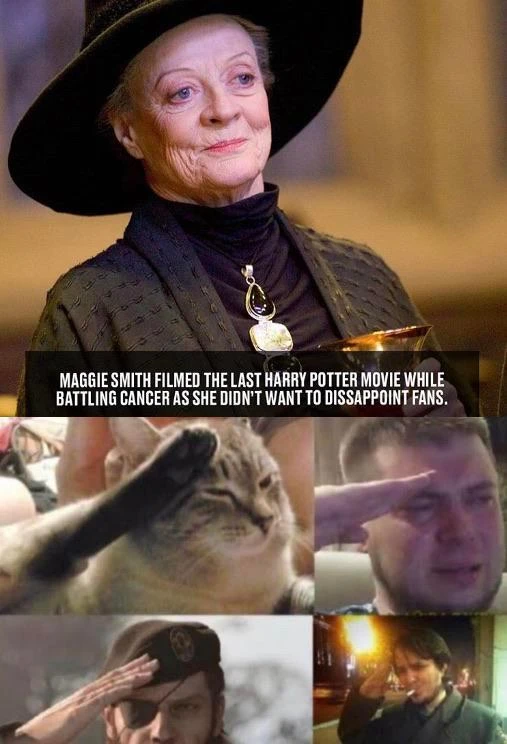 MAGGIE SMITH FILMED THE LAST HARRY POTTER MOVIE WHILE
BATTLING CANCER AS SHE DIDN'T WANT TO DISSAPPOINT FANS.